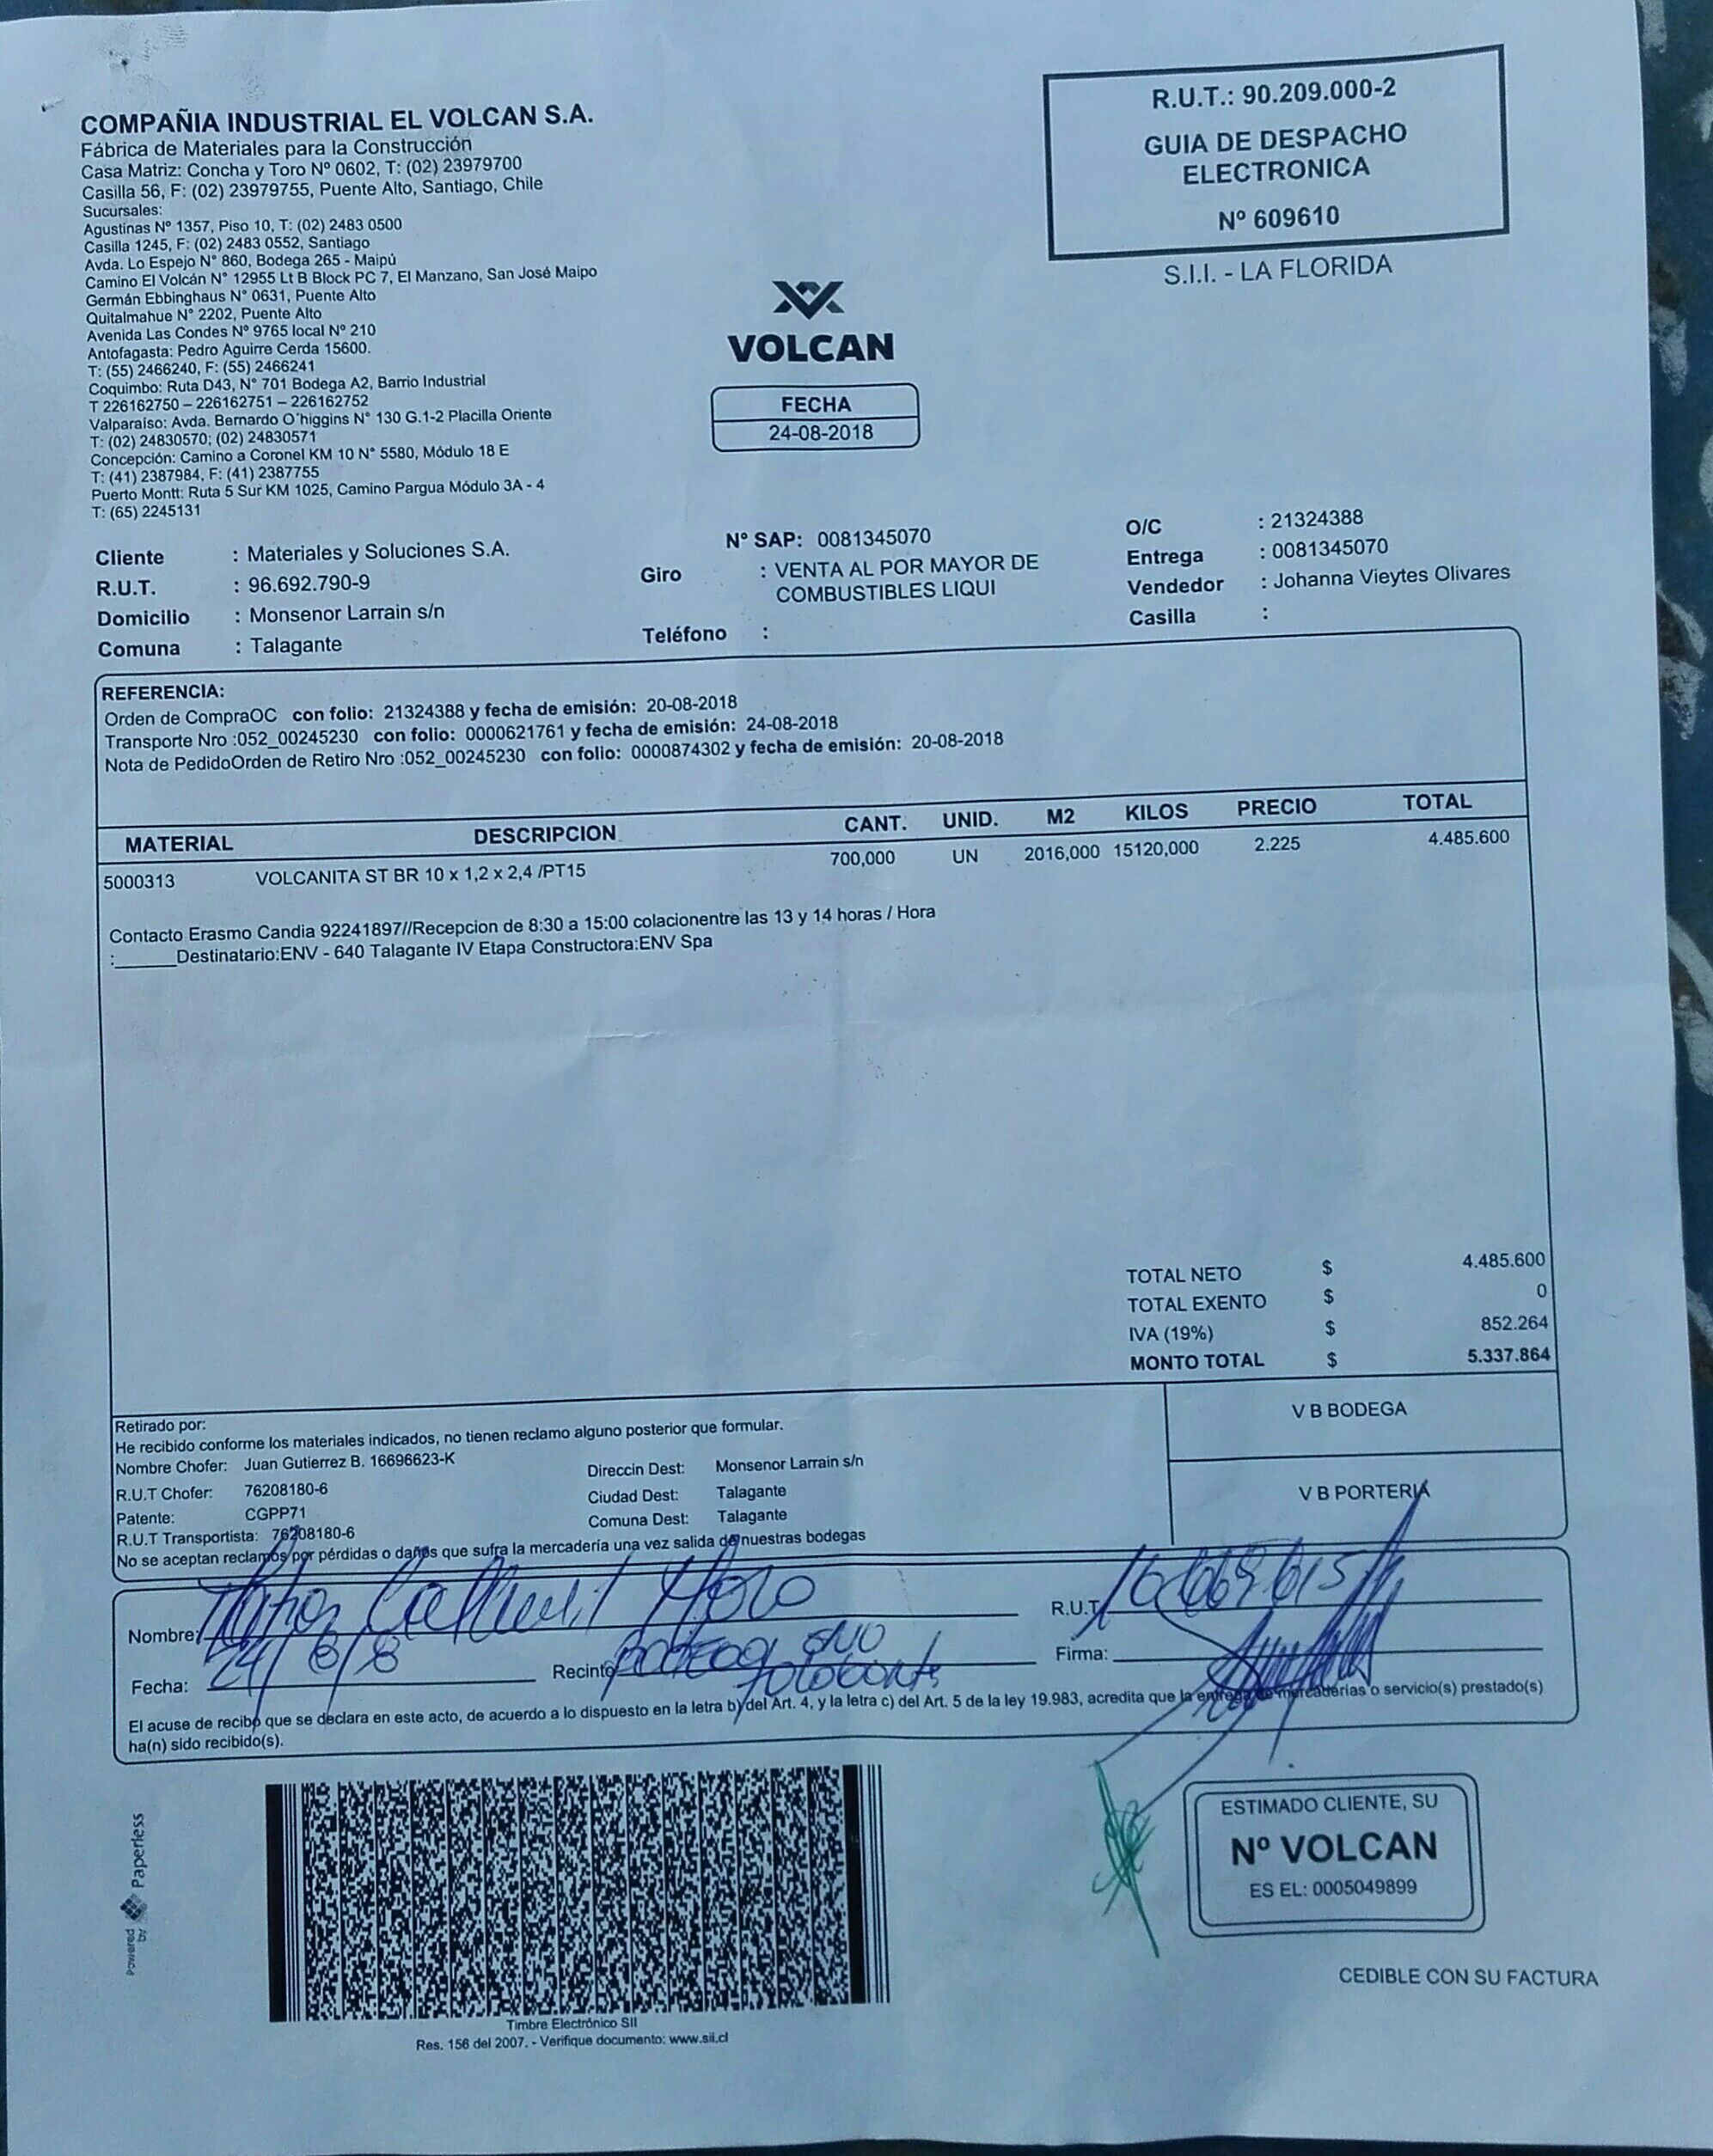 COMPAÑIA INDUSTRIAL EL VOLCAN S.A.
Fábrica de Materiales para la Construcción
Casa Matriz: Concha y Toro Nº 0602, T: (02) 23979700
Casilla 56, F: (02) 23979755, Puente Alto, Santiago, Chile
Sucursales:
Agustinas Nº 1357, Piso 10, T: (02) 2483 0500
Casilla 1245, F: (02) 2483 0552, Santiago
Avda. Lo Espejo N° 860, Bodega 265 - Maipú
Camino El Volcán N° 12955 Lt B Block PC 7, El Manzano, San José Maipo
Germán Ebbinghaus N° 0631, Puente Alto
Quitalmahue N° 2202, Puente Alto
Avenida Las Condes Nº 9765 local Nº 210
Antofagasta: Pedro Aguirre Cerda 15600.
T: (55) 2466240, F: (55) 2466241
Coquimbo: Ruta D43, N° 701 Bodega A2, Barrio Industrial
T 226162750 – 226162751 – 226162752
Valparaíso: Avda. Bernardo O´higgins N° 130 G.1-2 Placilla Oriente
T: (02) 24830570; (02) 24830571
Concepción: Camino a Coronel KM 10 N° 5580, Módulo 18 E
T: (41) 2387984, F: (41) 2387755
Puerto Montt: Ruta 5 Sur KM 1025, Camino Pargua Módulo 3A - 4
T: (65) 2245131
R.U.T.: 90.209.000-2
GUIA DE DESPACHO
ELECTRONICA
Nº 609610
S.I.I. - LA FLORIDA
VOLCAN
FECHA
24-08-2018
Cliente : Materiales y Soluciones S.A.
R.U.T. : 96.692.790-9
Domicilio : Monsenor Larrain s/n
Comuna : Talagante
N° SAP: 0081345070
Giro : VENTA AL POR MAYOR DE
COMBUSTIBLES LIQUI
Teléfono :
O/C : 21324388
Entrega : 0081345070
Vendedor : Johanna Vieytes Olivares
Casilla :
REFERENCIA:
Orden de CompraOC con folio: 21324388 y fecha de emisión: 20-08-2018
Transporte Nro :052_00245230 con folio: 0000621761 y fecha de emisión: 24-08-2018
Nota de PedidoOrden de Retiro Nro :052_00245230 con folio: 0000874302 y fecha de emisión: 20-08-2018
MATERIAL DESCRIPCION CANT. UNID. M2 KILOS PRECIO TOTAL
5000313 VOLCANITA ST BR 10 x 1,2 x 2,4 /PT15 700,000 UN 2016,000 15120,000 2.225 4.485.600
Contacto Erasmo Candia 92241897//Recepcion de 8:30 a 15:00 colacionentre las 13 y 14 horas / Hora
:______Destinatario:ENV - 640 Talagante IV Etapa Constructora:ENV Spa
TOTAL NETO $ 4.485.600
TOTAL EXENTO $ 0
IVA (19%) $ 852.264
MONTO TOTAL $ 5.337.864
Retirado por:
He recibido conforme los materiales indicados, no tienen reclamo alguno posterior que formular.
Nombre Chofer: Juan Gutierrez B. 16696623-K
R.U.T Chofer: 76208180-6
Patente: CGPP71
R.U.T Transportista: 76208180-6
Direccin Dest: Monsenor Larrain s/n
Ciudad Dest: Talagante
Comuna Dest: Talagante
No se aceptan reclamos por pérdidas o daños que sufra la mercadería una vez salida de nuestras bodegas
V B BODEGA
V B PORTERIA
Nombre:
R.U.T
Fecha: 24/8/8
Recinto
Firma:
El acuse de recibo que se declara en este acto, de acuerdo a lo dispuesto en la letra b) del Art. 4, y la letra c) del Art. 5 de la ley 19.983, acredita que la entrega de mercaderias o servicio(s) prestado(s)
ha(n) sido recibido(s).
Powered by Paperless
Timbre Electrónico SII
Res. 156 del 2007. - Verifique documento: www.sii.cl
ESTIMADO CLIENTE, SU
Nº VOLCAN
ES EL: 0005049899
CEDIBLE CON SU FACTURA